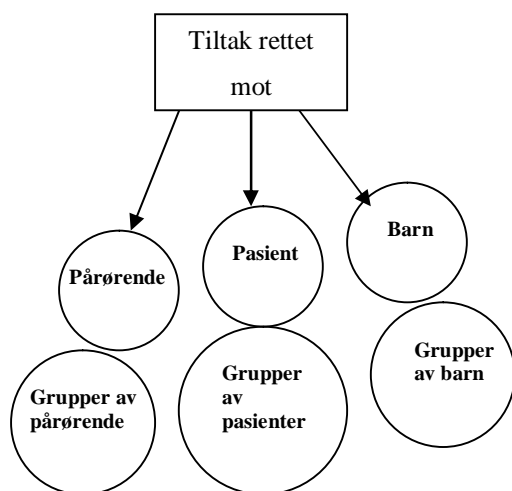 Tiltak rettet
mot
Pårørende
Pasient
Barn
Grupper av
pårørende
Grupper
av
pasienter
Grupper
av barn